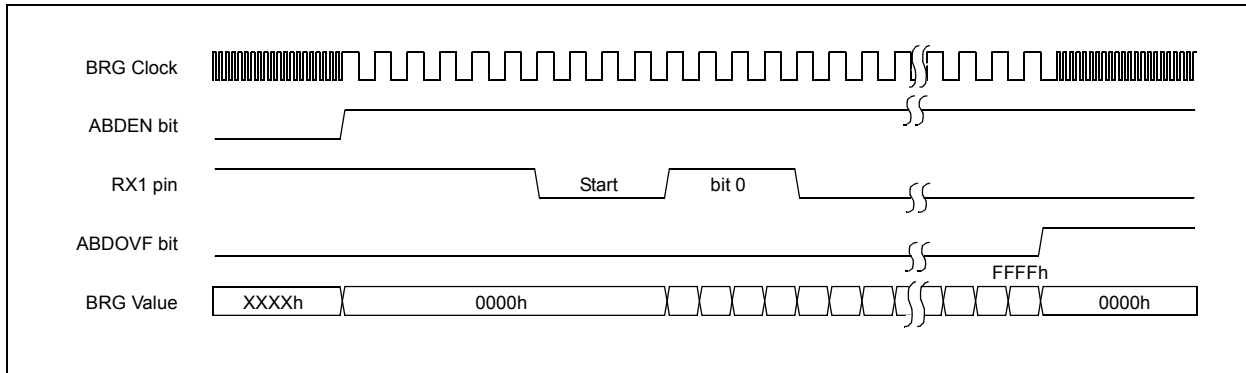 BRG Clock
ABDEN bit
RX1 pin
Start
bit 0
ABDOVF bit
FFFFh
BRG Value
XXXXh
0000h
0000h